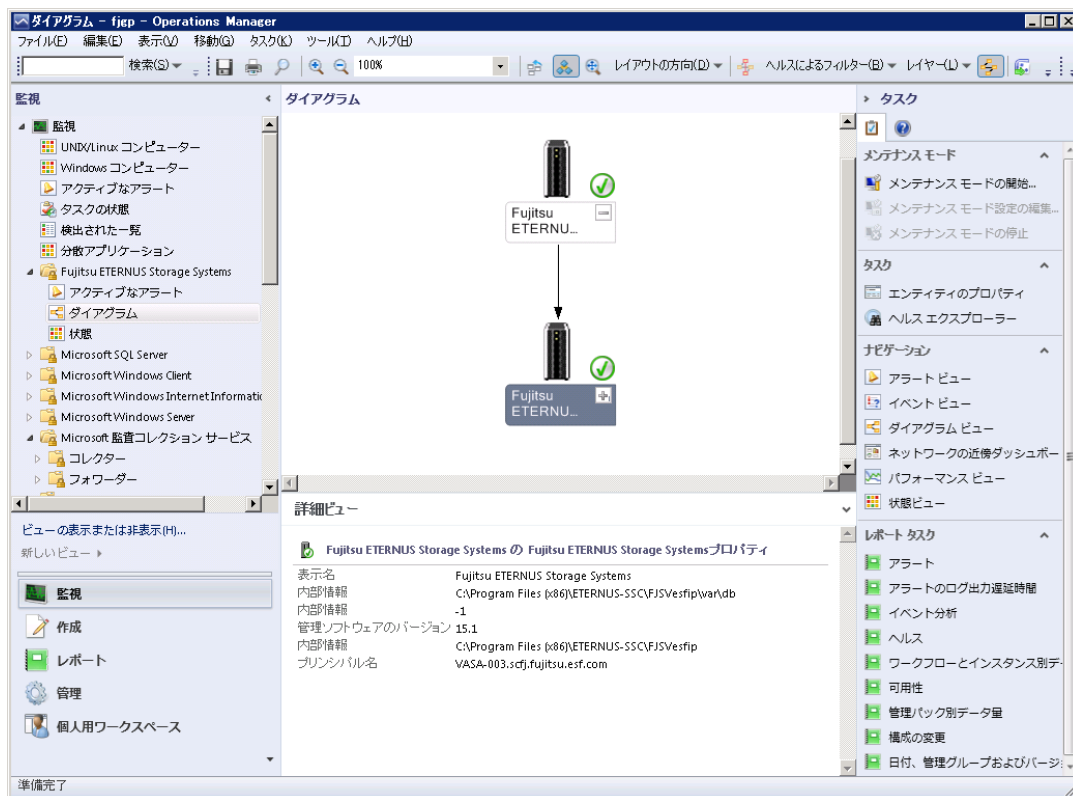 ダイアグラム - fjgp - Operations Manager
ファイル(F) 編集(E) 表示(V) 移動(G) タスク(K) ツール(T) ヘルプ(H)
検索(S) 100% レイアウトの方向(D) ヘルスによるフィルター(B) レイヤー(L)
監視
監視
UNIX/Linux コンピューター
Windows コンピューター
アクティブなアラート
タスクの状態
検出された一覧
分散アプリケーション
Fujitsu ETERNUS Storage Systems
アクティブなアラート
ダイアグラム
状態
Microsoft SQL Server
Microsoft Windows Client
Microsoft Windows Internet Informatic
Microsoft Windows Server
Microsoft 監査コレクション サービス
コレクター
フォワーダー
ビューの表示または非表示(H)...
新しいビュー
監視
作成
レポート
管理
個人用ワークスペース
準備完了
ダイアグラム
Fujitsu
ETERNU...
Fujitsu
ETERNU...
詳細ビュー
Fujitsu ETERNUS Storage Systems の Fujitsu ETERNUS Storage Systemsプロパティ
表示名 Fujitsu ETERNUS Storage Systems
内部情報 C:\Program Files (x86)\ETERNUS-SSC\FJSVesfip\var\db
内部情報 -1
管理ソフトウェアのバージョン 15.1
内部情報 C:\Program Files (x86)\ETERNUS-SSC\FJSVesfip
プリンシパル名 VASA-003.scfj.fujitsu.esf.com
タスク
メンテナンス モード
メンテナンス モードの開始...
メンテナンス モード設定の編集...
メンテナンス モードの停止
タスク
エンティティのプロパティ
ヘルス エクスプローラー
ナビゲーション
アラート ビュー
イベント ビュー
ダイアグラム ビュー
ネットワークの近傍ダッシュボー
パフォーマンス ビュー
状態ビュー
レポート タスク
アラート
アラートのログ出力遅延時間
イベント分析
ヘルス
ワークフローとインスタンス別デ
可用性
管理パック別データ量
構成の変更
日付、管理グループおよびバージ